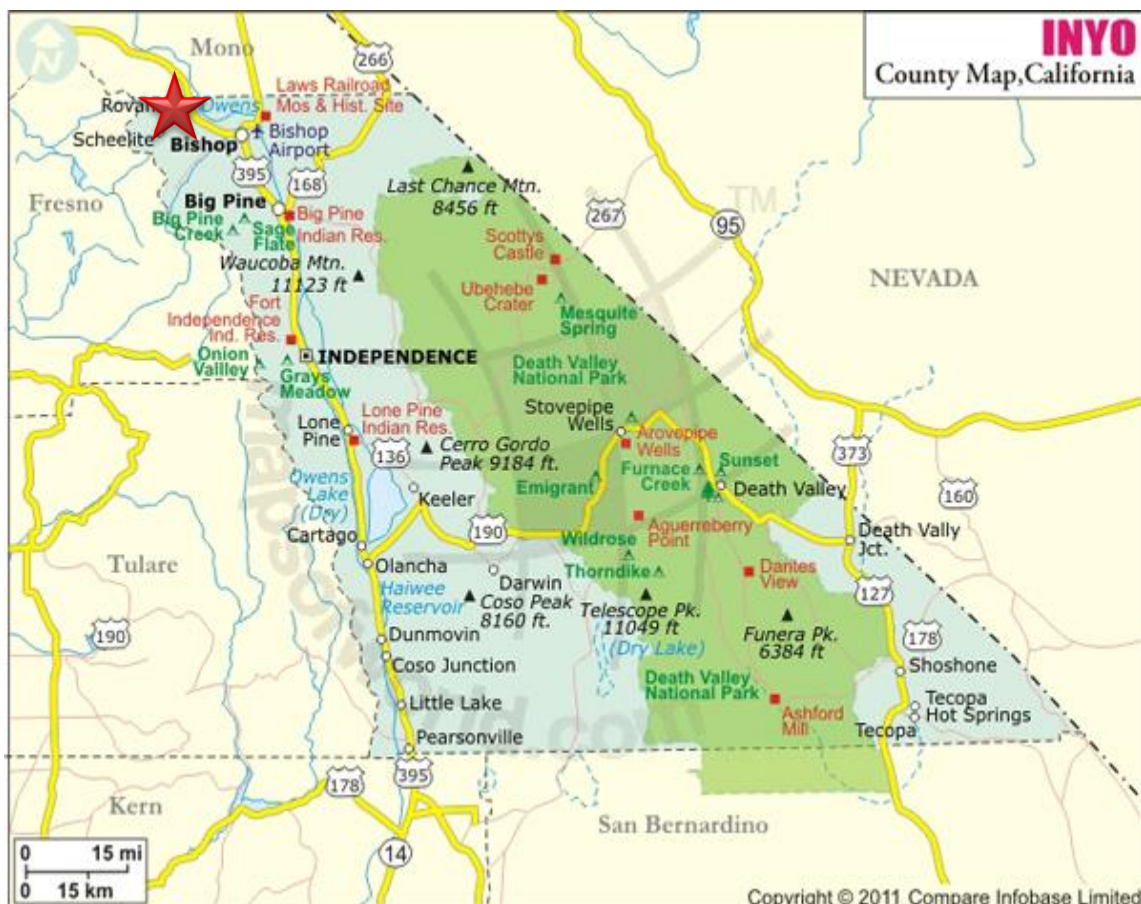 INYO
County Map,California
N
Mono
266
Laws Railroad
Mos & Hist. Site
Owens
Scheelite
Bishop
Bishop
Airport
395
168
Last Chance Mtn.
8456 ft
TM
Fresno
Big Pine
Big Pine
Creek
Sage
Flate
Big Pine
Indian Res.
267
95
Scottys
Castle
Waucoba Mtn.
11123 ft
Ubehebe
Crater
NEVADA
Mesquite
Spring
Fort
Independence
Ind. Res.
INDEPENDENCE
Onion
Vallley
Grays
Meadow
Death Valley
National Park
Stovepipe
Wells
Lone
Pine
Lone Pine
Indian Res.
136
Cerro Gordo
Peak 9184 ft.
Arovepipe
Wells
Sunset
Furnace
Creek
373
Emigrant
Death Valley
160
Owens
Lake
(Dry)
Keeler
190
Aguerreberry
Point
Death Vally
Jct.
Cartago
Wildrose
Olancha
Thorndike
Tulare
Darwin
Dantes
View
Haiwee
Reservoir
Coso Peak
8160 ft.
Telescope Pk.
11049 ft
127
190
Funera Pk.
6384 ft
Dunmovin
(Dry Lake)
178
Coso Junction
Shoshone
Death Valley
National Park
Little Lake
Ashford
Mill
Tecopa
Hot Springs
Tecopa
Pearsonville
395
178
Kern
San Bernardino
14
0 15 mi
0 15 km
Copyright © 2011 Compare Infobase Limited